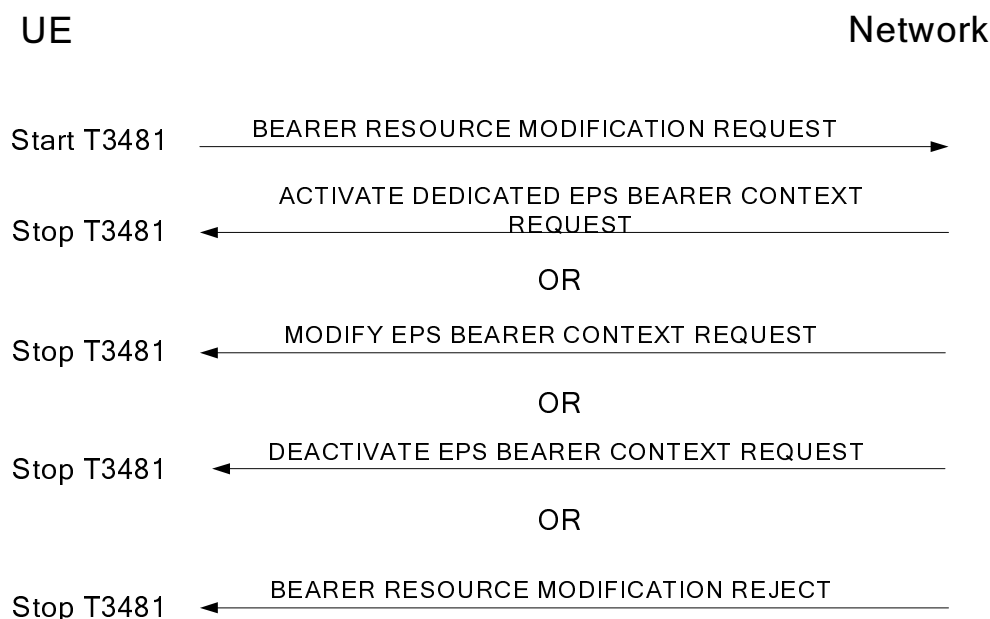 UE
Network
Start T3481
BEARER RESOURCE MODIFICATION REQUEST
ACTIVATE DEDICATED EPS BEARER CONTEXT
REQUEST
Stop T3481
OR
MODIFY EPS BEARER CONTEXT REQUEST
Stop T3481
OR
DEACTIVATE EPS BEARER CONTEXT REQUEST
Stop T3481
OR
BEARER RESOURCE MODIFICATION REJECT
Stop T3481